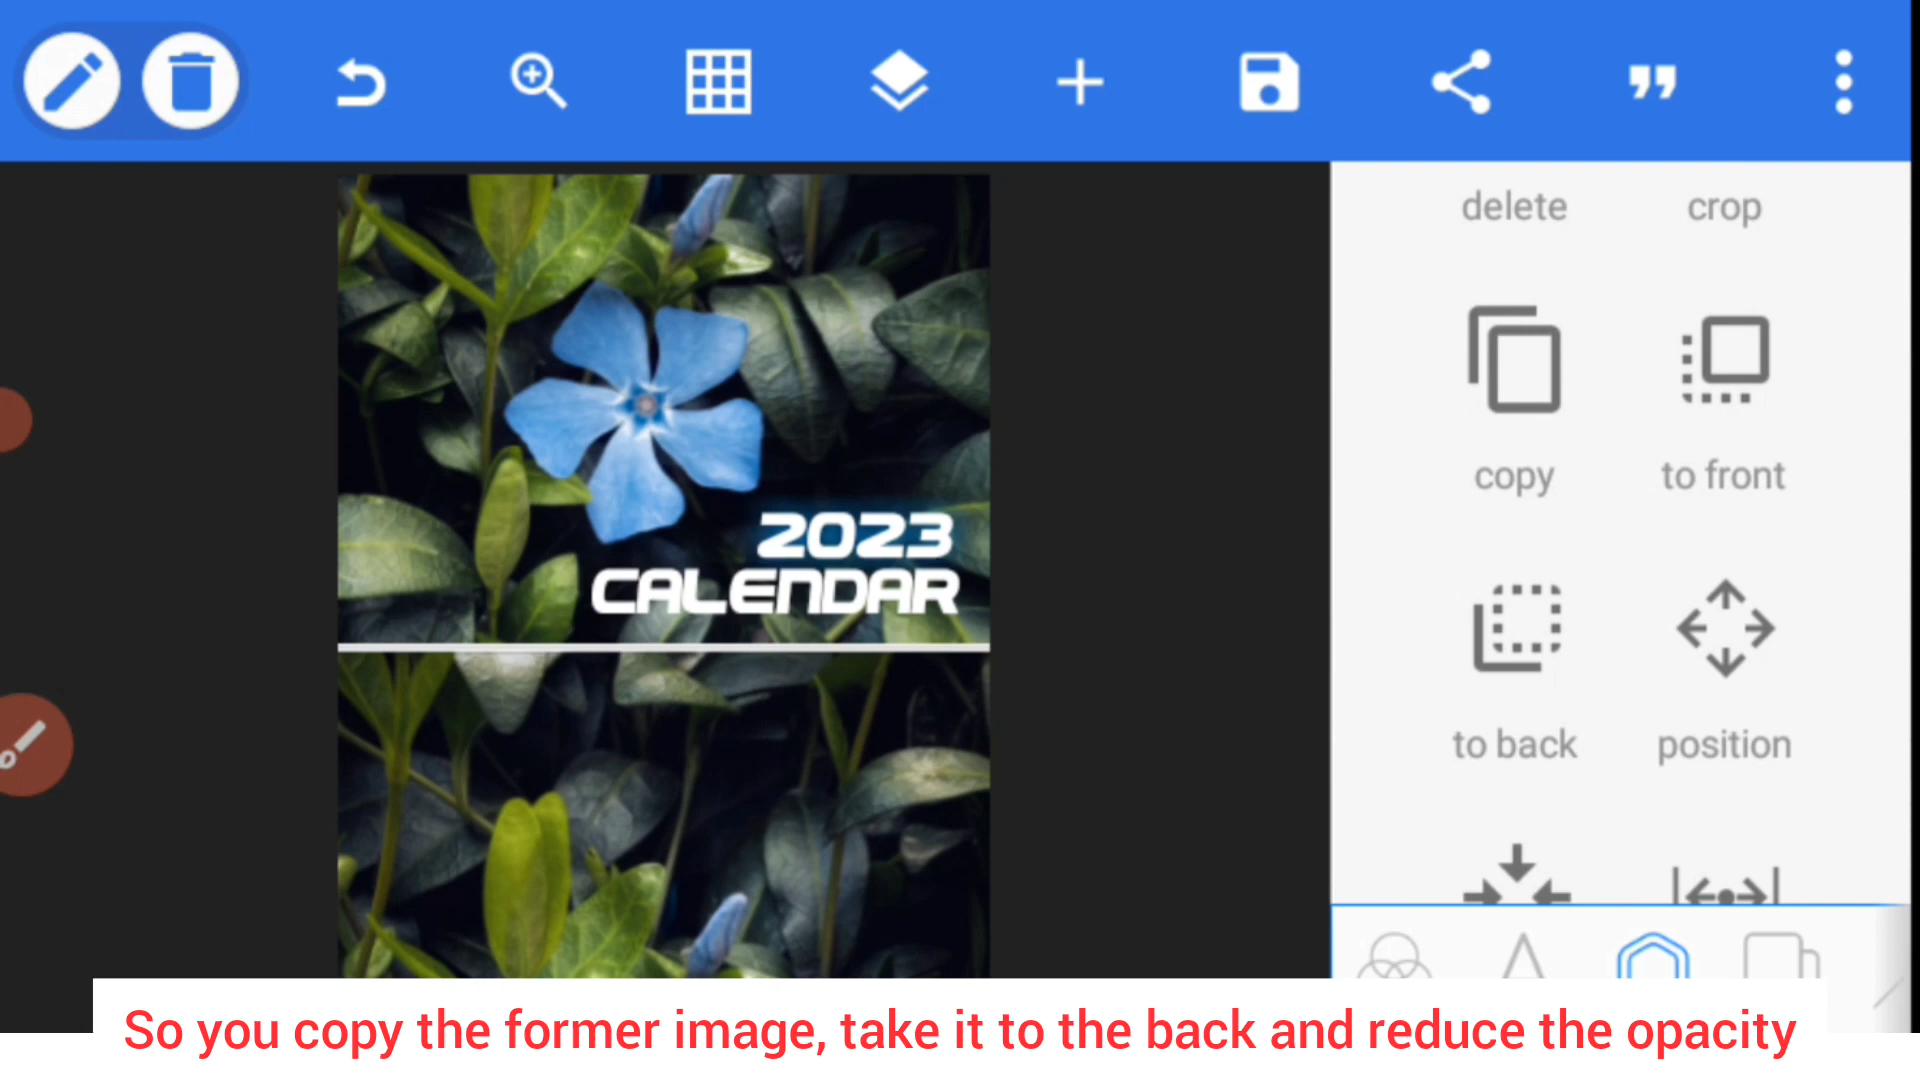 delete
crop
copy
to front
to back
position
2023
CALENDAR
So you copy the former image, take it to the back and reduce the opacity